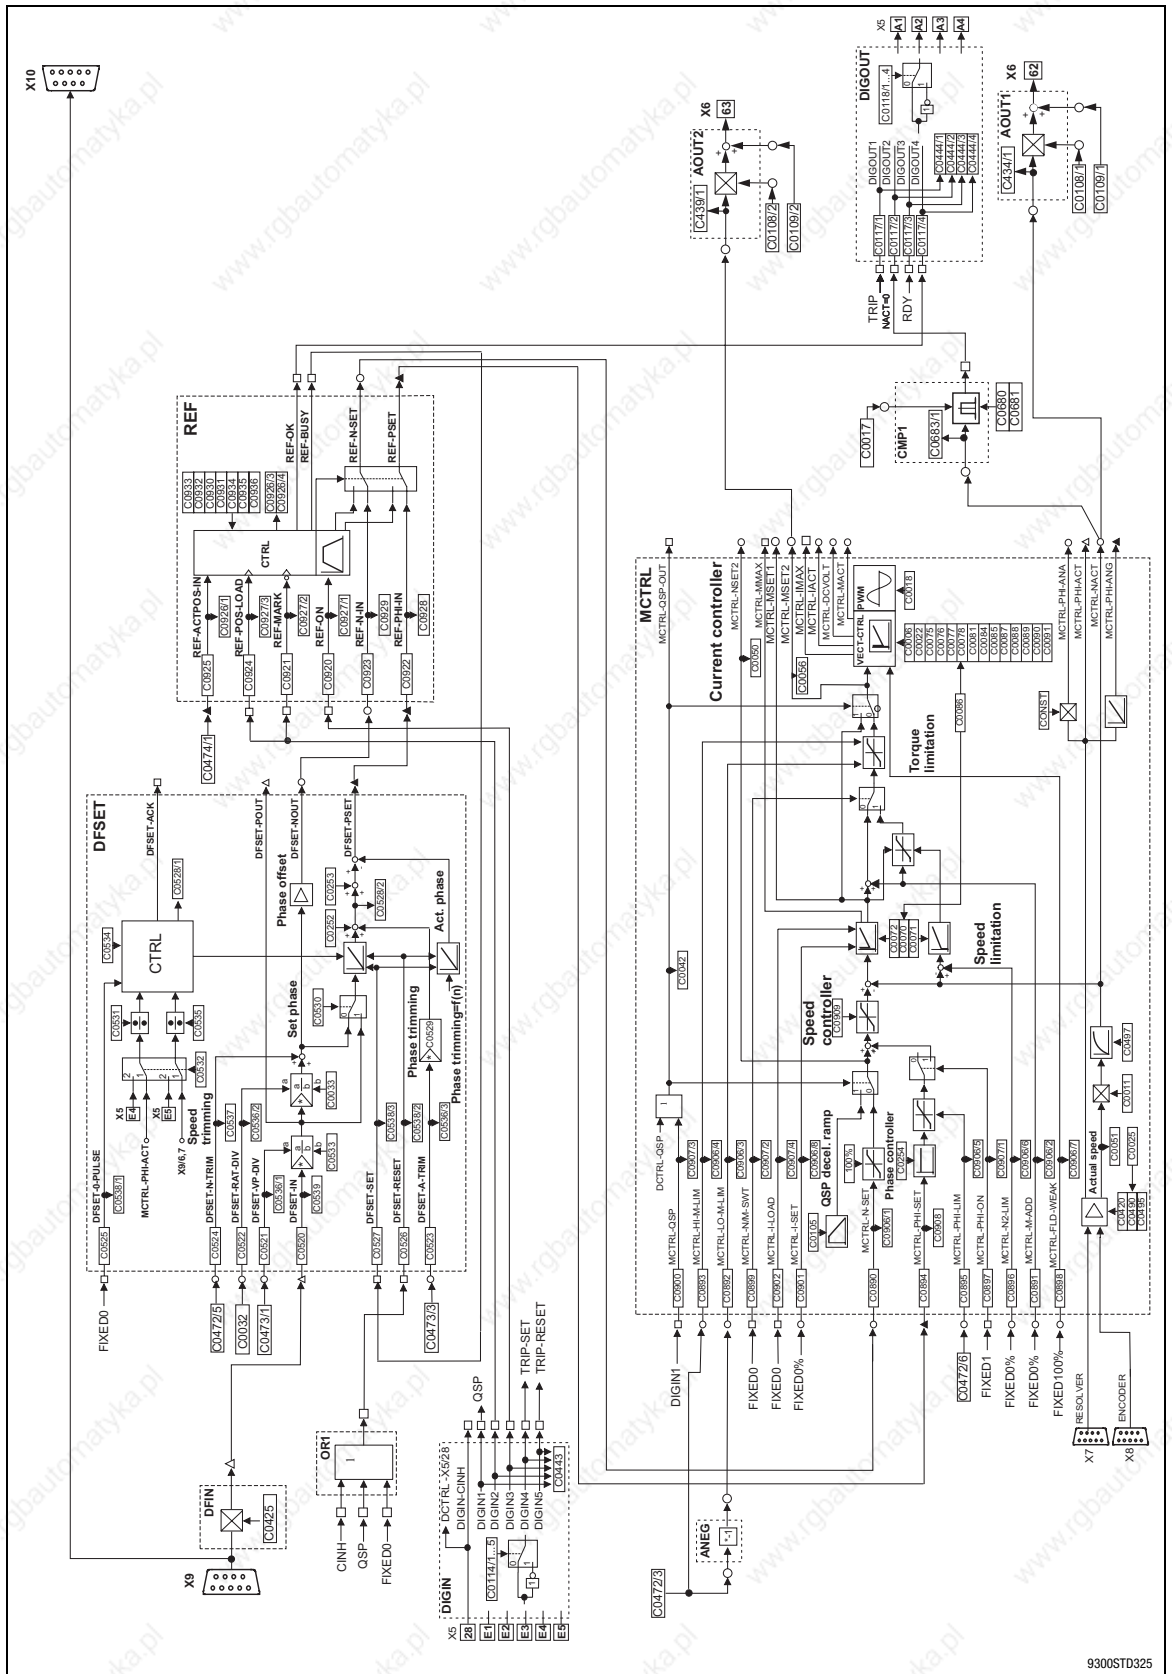 X10
X9
DFIN
C0425
CINH
QSP
FIXED0
OR1
X5
28
E1
E2
E3
E4
E5
DIGIN
C0114/1...5
0
1
1
DCTRL-X5/28
DIGIN-CINH
DIGIN1
DIGIN2
DIGIN3
DIGIN4
DIGIN5
C0443
QSP
TRIP-SET
TRIP-RESET
DFSET
FIXED0
C0472/5
C0032
C0473/1
C0473/3
C0525
C0524
C0522
C0521
C0520
C0527
C0526
C0523
DFSET-0-PULSE
C0538/1
MCTRL-PHI-ACT
X9/6,7
X5
E4
X5
E5
2
1
2
1
C0531
C0535
C0532
C0534
CTRL
DFSET-ACK
C0528/1
Speed trimming
DFSET-N-TRIM
C0537
DFSET-RAT-DIV
C0536/2
DFSET-VP-DIV
C0536/1
DFSET-IN
C0539
C0533
C0033
a
b
b
a
b
b
Set phase
C0530
DFSET-SET
C0538/3
DFSET-RESET
C0538/2
DFSET-A-TRIM
C0536/3
Phase trimming
C0529
Phase trimming=f(n)
Act. phase
Phase offset
C0252
C0253
C0528/2
DFSET-POUT
DFSET-NOUT
DFSET-PSET
REF
C0474/1
C0925
C0924
C0921
C0920
C0923
C0922
REF-ACTPOS-IN
C0926/1
REF-POS-LOAD
C0927/3
REF-MARK
C0927/2
REF-ON
C0927/1
REF-N-IN
C0929
REF-PHI-IN
C0928
CTRL
C0933
C0932
C0930
C0931
C0934
C0935
C0936
C0926/3
C0926/4
REF-OK
REF-BUSY
REF-N-SET
REF-PSET
AOUT2
C439/1
C0108/2
C0109/2
X6
63
DIGOUT
X5
A1
A2
A3
A4
C0118/1...4
0
1
1
DIGOUT1
DIGOUT2
DIGOUT3
DIGOUT4
C0444/1
C0444/2
C0444/3
C0444/4
C0117/1
C0117/2
C0117/3
C0117/4
TRIP
NACT=0
RDY
AOUT1
C434/1
C0108/1
C0109/1
X6
62
CMP1
C0017
C0683/1
C0680
C0681
C0472/3
ANEG
*-1
MCTRL
Current controller
DIGIN1
FIXED0
FIXED0
FIXED0%
C0472/6
FIXED1
FIXED0%
FIXED0%
FIXED100%
RESOLVER
X7
ENCODER
X8
C0900
C0893
C0892
C0899
C0902
C0901
C0890
C0894
C0895
C0897
C0896
C0891
C0898
DCTRL-QSP
MCTRL-QSP
C0907/3
MCTRL-HI-M-LIM
C0906/4
MCTRL-LO-M-LIM
C0906/3
MCTRL-N/M-SWT
C0907/2
MCTRL-I-LOAD
C0907/4
MCTRL-I-SET
C0906/8
QSP decel. ramp
C0105
100%
MCTRL-N-SET
C0906/1
Phase controller
C0254
MCTRL-PHI-SET
C0908
MCTRL-PHI-LIM
C0906/5
MCTRL-PHI-ON
C0907/1
MCTRL-N2-LIM
C0906/6
MCTRL-M-ADD
C0906/2
MCTRL-FLD-WEAK
C0906/7
Actual speed
C0420
C0490
C0495
C0025
C0051
C0011
C0497
C0042
Speed controller
C0909
C0072
C0070
C0071
Speed limitation
Torque limitation
C0086
VECT-CTRL
PWM
C0018
C0006
C0022
C0075
C0076
C0077
C0078
C0081
C0084
C0085
C0087
C0088
C0089
C0090
C0091
C0050
C0056
CONST
MCTRL-QSP-OUT
MCTRL-NSET2
MCTRL-MMAX
MCTRL-MSET1
MCTRL-MSET2
MCTRL-IMAX
MCTRL-IACT
MCTRL-DCVOLT
MCTRL-MACT
MCTRL-PHI-ANA
MCTRL-PHI-ACT
MCTRL-NACT
MCTRL-PHI-ANG
9300STD325
www.rgbautomatyka.pl